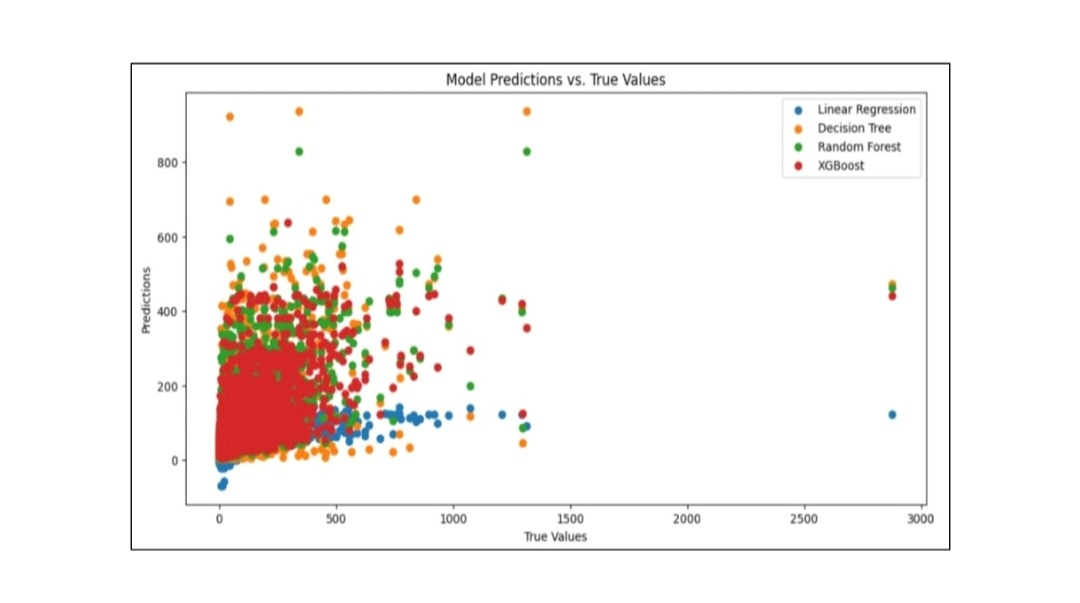 Model Predictions vs. True Values
Linear Regression
Decision Tree
Random Forest
XGBoost
800
600
400
200
0
Predictions
0 500 1000 1500 2000 2500 3000
True Values